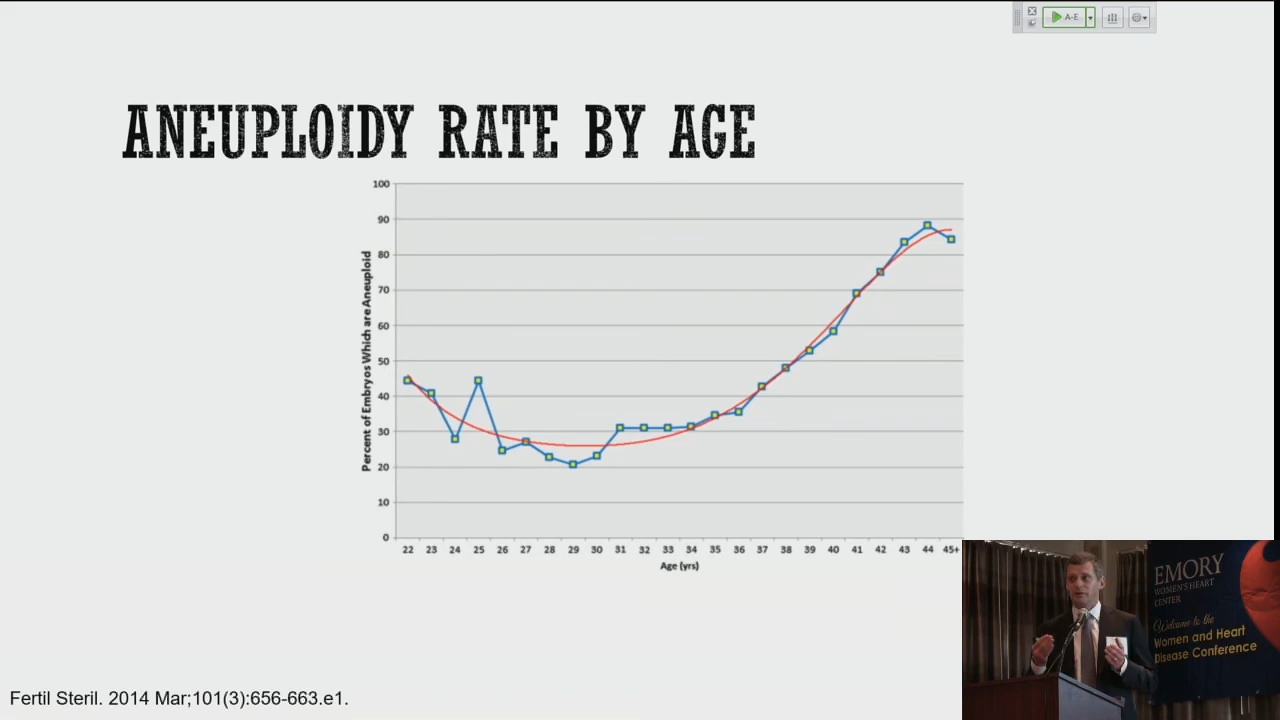 A-E
ANEUPLOIDY RATE BY AGE
Percent of Embryos Which are Aneuploid
100
90
80
70
60
50
40
30
20
10
0
22 23 24 25 26 27 28 29 30 31 32 33 34 35 36 37 38 39 40 41 42 43 44 45+
Age (yrs)
EMORY
WOMEN'S HEART
CENTER
Welcome to the
Women and Heart
Disease Conference
Fertil Steril. 2014 Mar;101(3):656-663.e1.